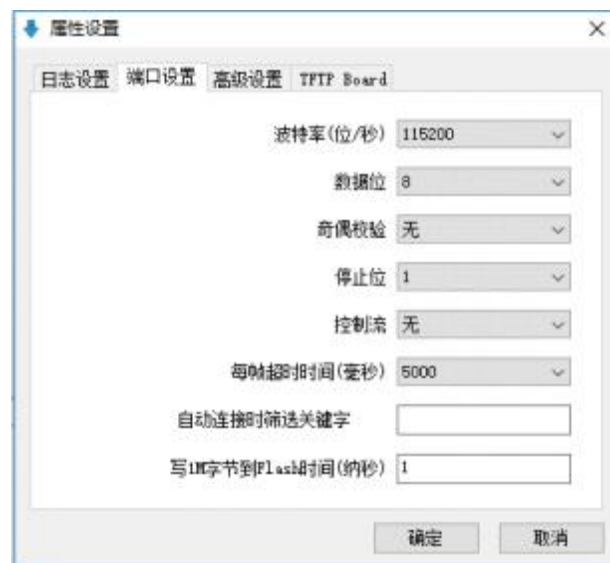 属性设置
日志设置 端口设置 高级设置 TFTP Board
波特率(位/秒) 115200
数据位 8
奇偶校验 无
停止位 1
控制流 无
每帧超时时间(毫秒) 5000
自动连接时筛选关键字
写1M字节到Flash时间(纳秒) 1
确定 取消